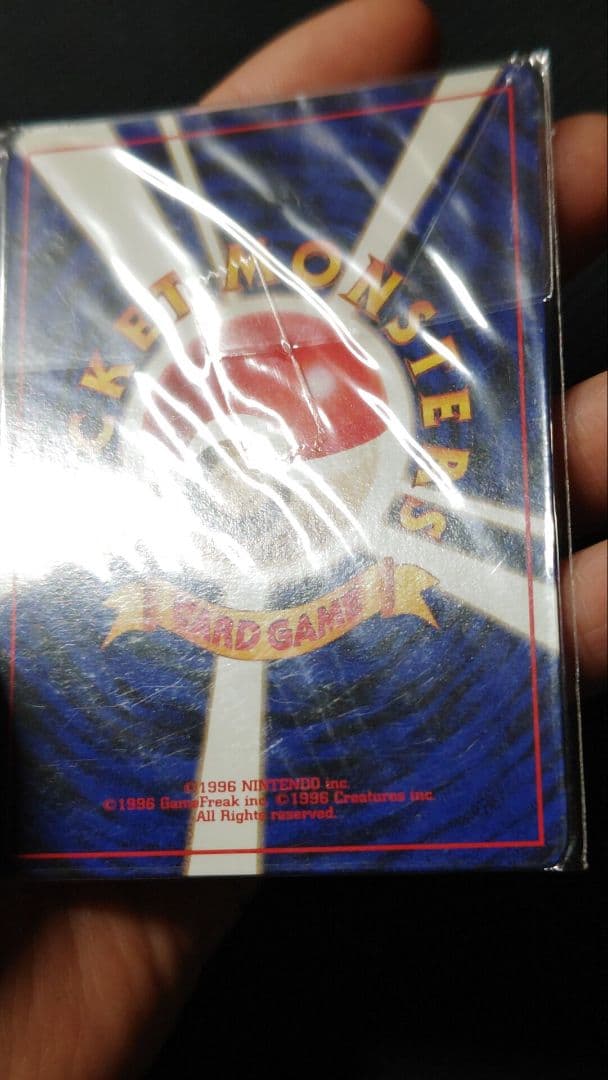 CKET MONSTERS
CARD GAME
©1996 NINTENDO inc.
©1996 GameFreak inc. ©1996 Creatures inc.
All Rights reserved.